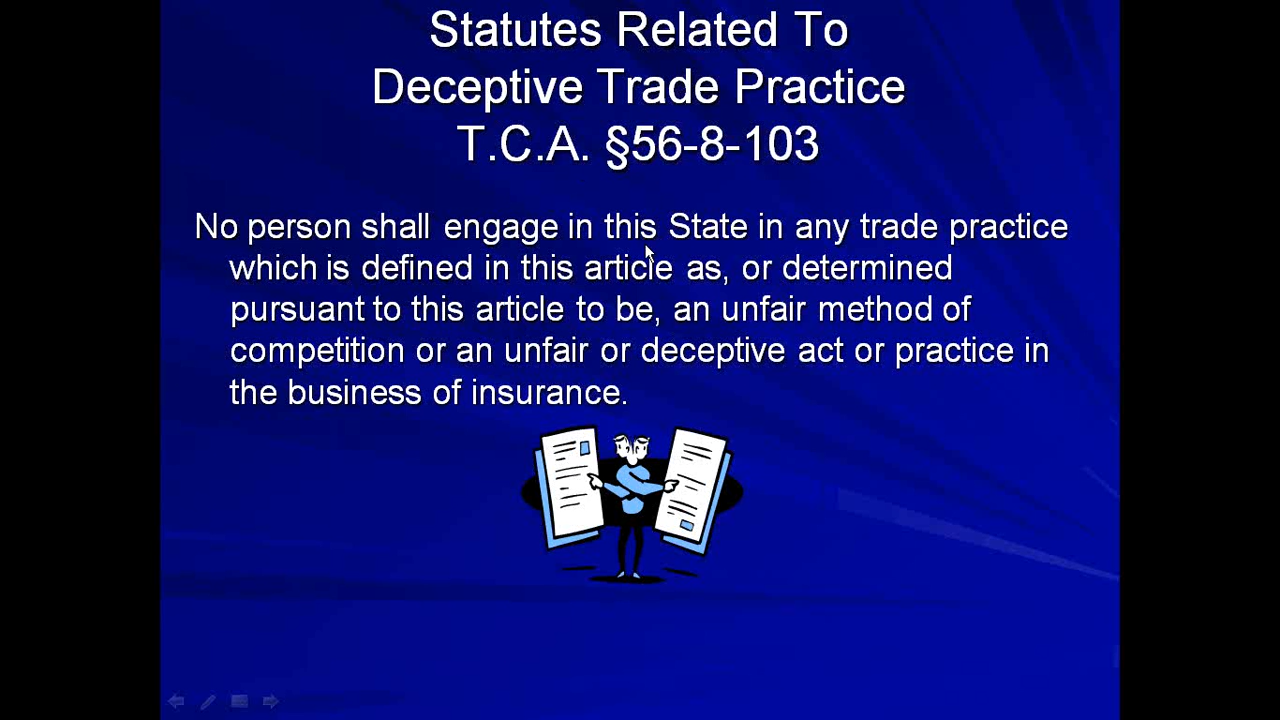 Statutes Related To
Deceptive Trade Practice
T.C.A. §56-8-103
No person shall engage in this State in any trade practice
which is defined in this article as, or determined
pursuant to this article to be, an unfair method of
competition or an unfair or deceptive act or practice in
the business of insurance.